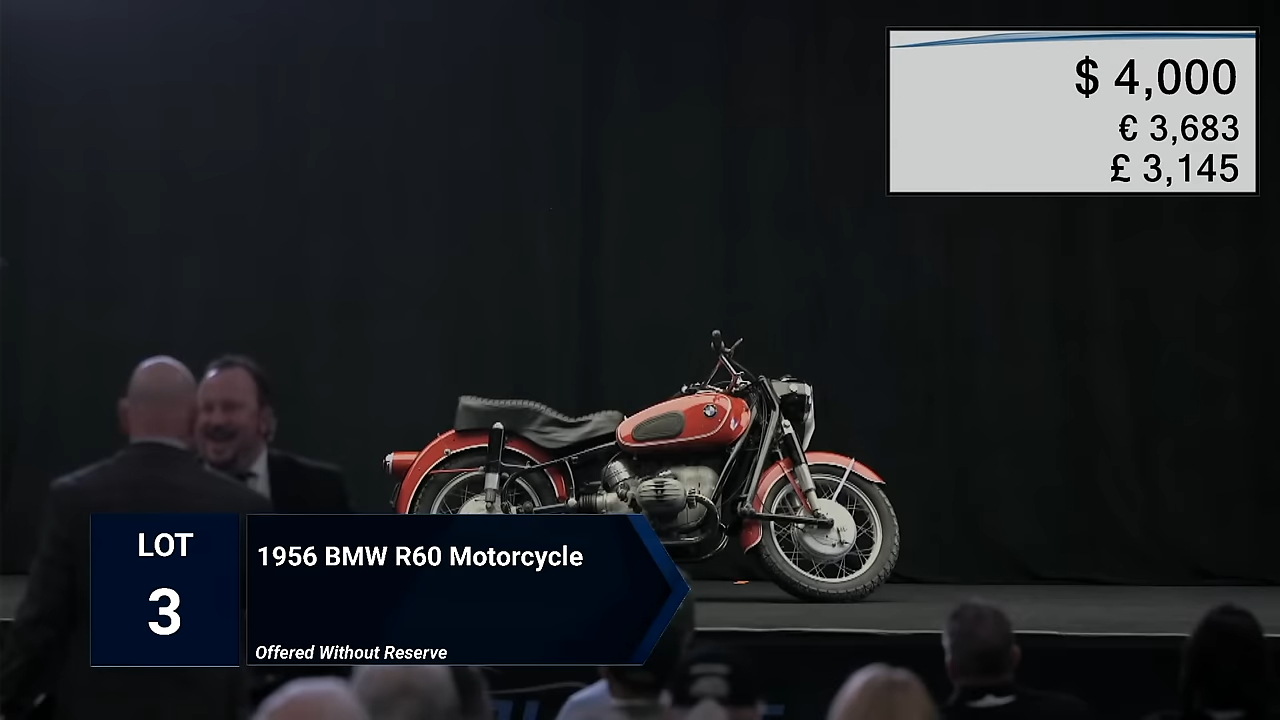 $ 4,000
€ 3,683
£ 3,145
LOT
3
1956 BMW R60 Motorcycle
Offered Without Reserve